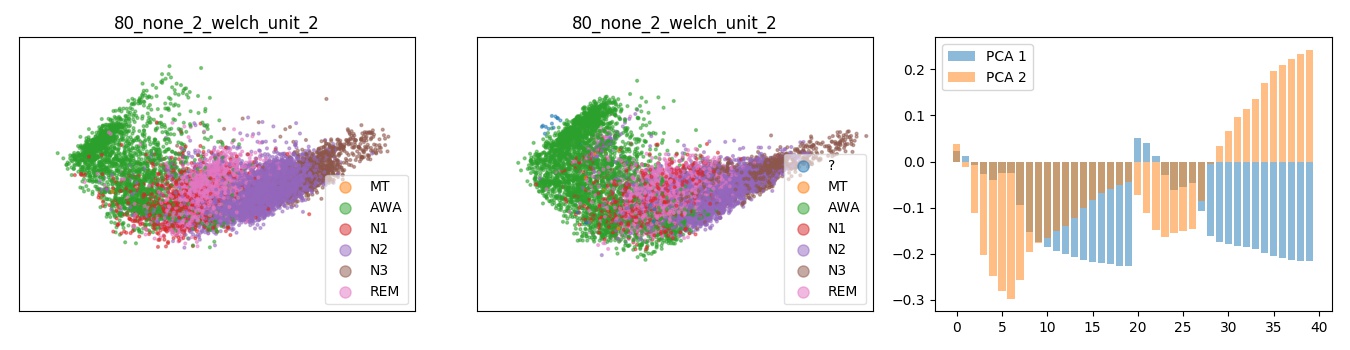 80_none_2_welch_unit_2
MT
AWA
N1
N2
N3
REM
80_none_2_welch_unit_2
?
MT
AWA
N1
N2
N3
REM
PCA 1
PCA 2
0.2
0.1
0.0
−0.1
−0.2
−0.3
0 5 10 15 20 25 30 35 40